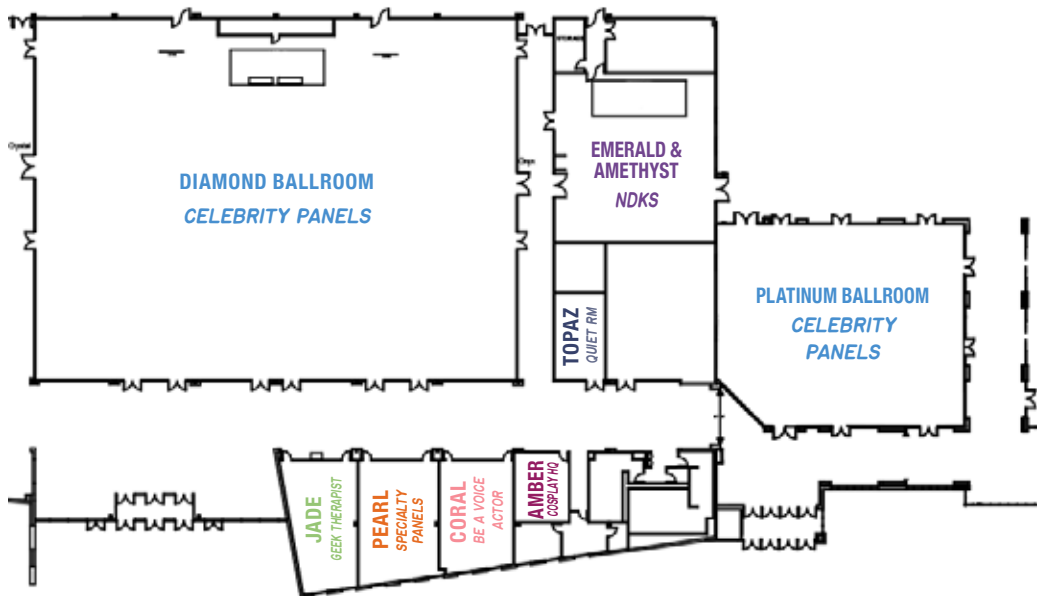 STORAGE
DIAMOND BALLROOM
CELEBRITY PANELS
EMERALD &
AMETHYST
NDKS
PLATINUM BALLROOM
CELEBRITY
PANELS
TOPAZ
QUIET RM
JADE
GEEK THERAPIST
PEARL
SPECIALTY
PANELS
CORAL
BE A VOICE
ACTOR
AMBER
COSPLAY HQ